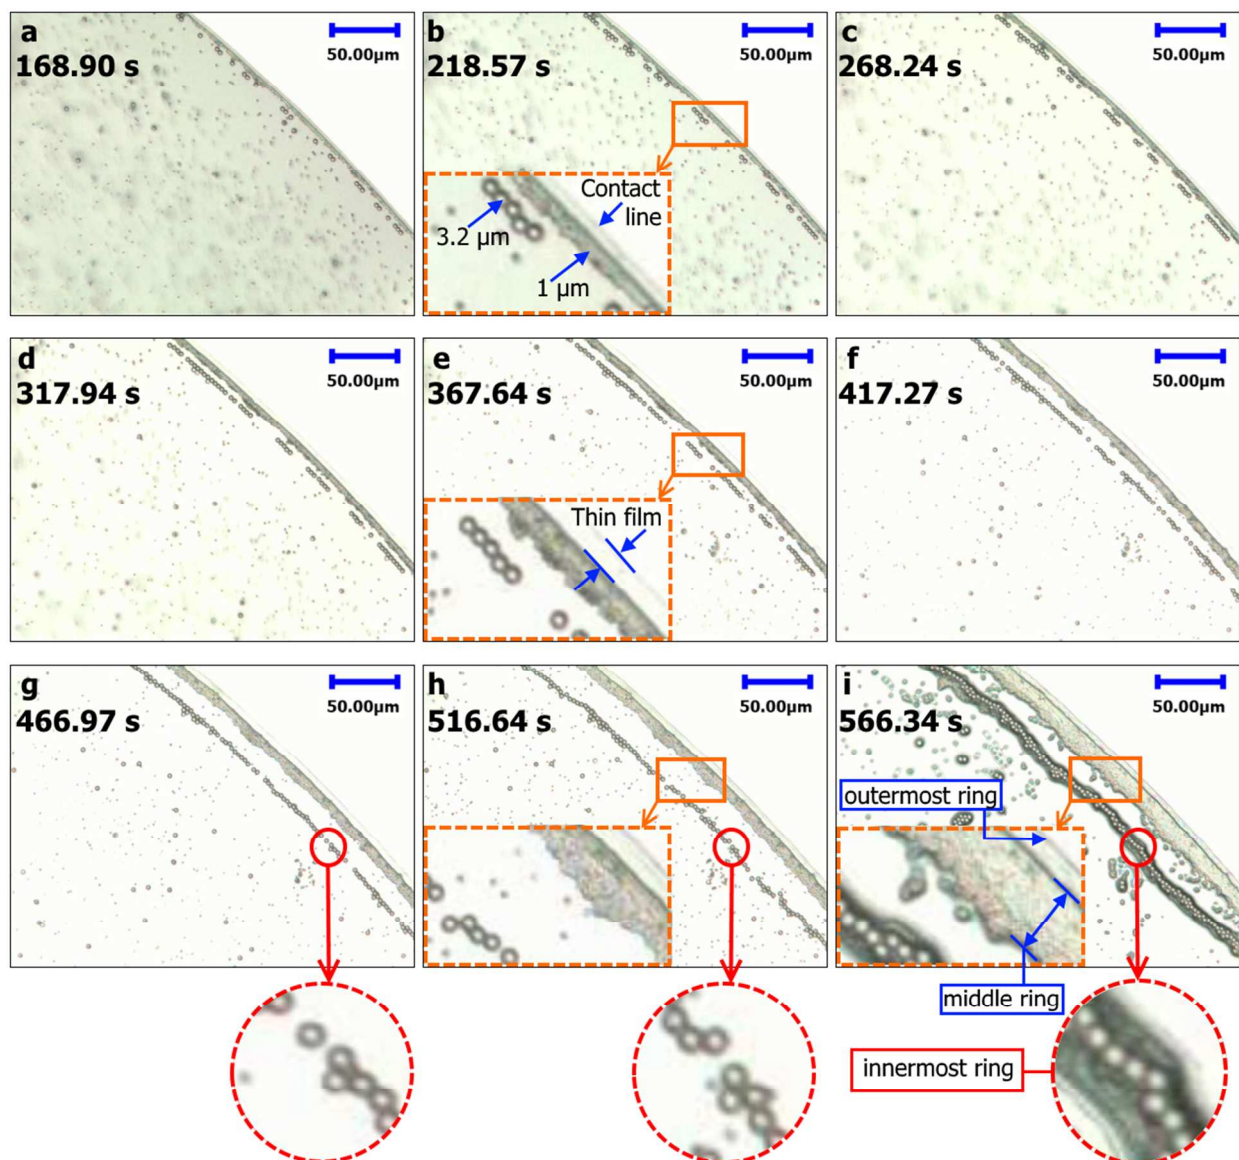 a
168.90 s
50.00µm
b
218.57 s
50.00µm
Contact
line
3.2 µm
1 µm
c
268.24 s
50.00µm
d
317.94 s
50.00µm
e
367.64 s
50.00µm
Thin film
f
417.27 s
50.00µm
g
466.97 s
50.00µm
h
516.64 s
50.00µm
i
566.34 s
50.00µm
outermost ring
middle ring
innermost ring